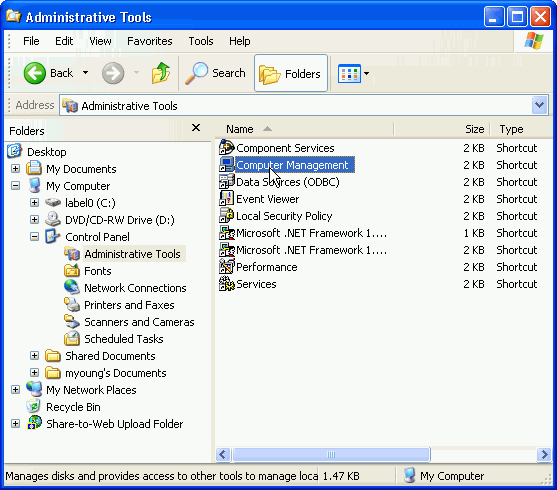 Administrative Tools
File Edit View Favorites Tools Help
Back Search Folders
Address Administrative Tools
Folders
Desktop
My Documents
My Computer
label0 (C:)
DVD/CD-RW Drive (D:)
Control Panel
Administrative Tools
Fonts
Network Connections
Printers and Faxes
Scanners and Cameras
Scheduled Tasks
Shared Documents
myoung's Documents
My Network Places
Recycle Bin
Share-to-Web Upload Folder
Name Size Type
Component Services 2 KB Shortcut
Computer Management 2 KB Shortcut
Data Sources (ODBC) 2 KB Shortcut
Event Viewer 2 KB Shortcut
Local Security Policy 2 KB Shortcut
Microsoft .NET Framework 1.... 1 KB Shortcut
Microsoft .NET Framework 1.... 2 KB Shortcut
Performance 2 KB Shortcut
Services 2 KB Shortcut
Manages disks and provides access to other tools to manage loca 1.47 KB My Computer